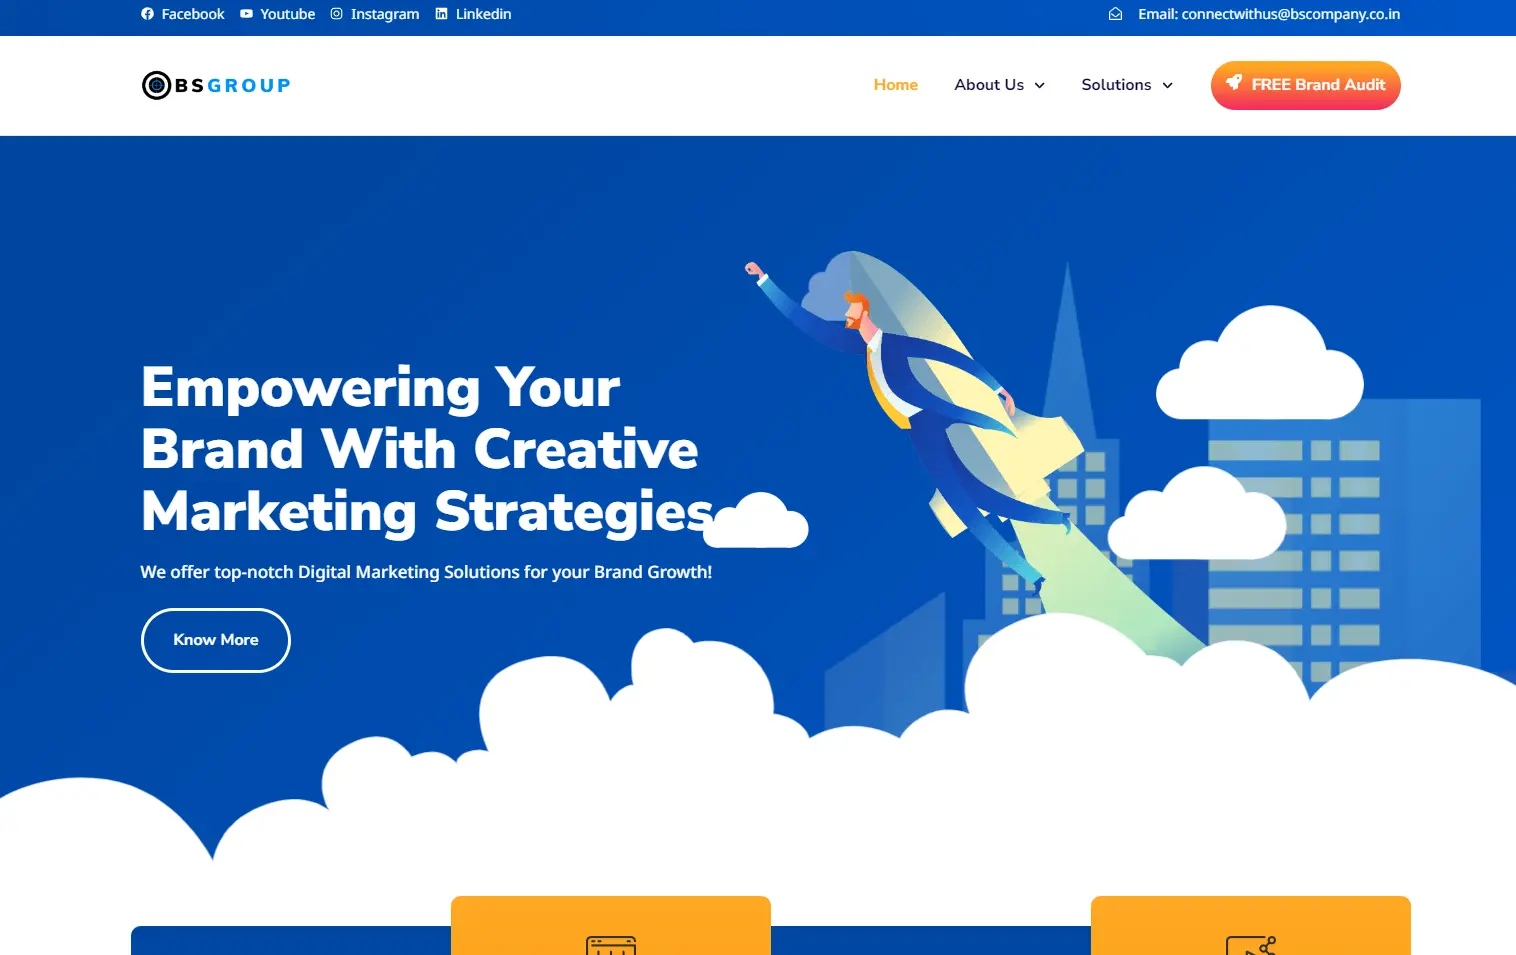 Facebook Youtube Instagram Linkedin Email: connectwithus@bscompany.co.in
BSGROUP Home About Us Solutions FREE Brand Audit
Empowering Your
Brand With Creative
Marketing Strategies
We offer top-notch Digital Marketing Solutions for your Brand Growth!
Know More